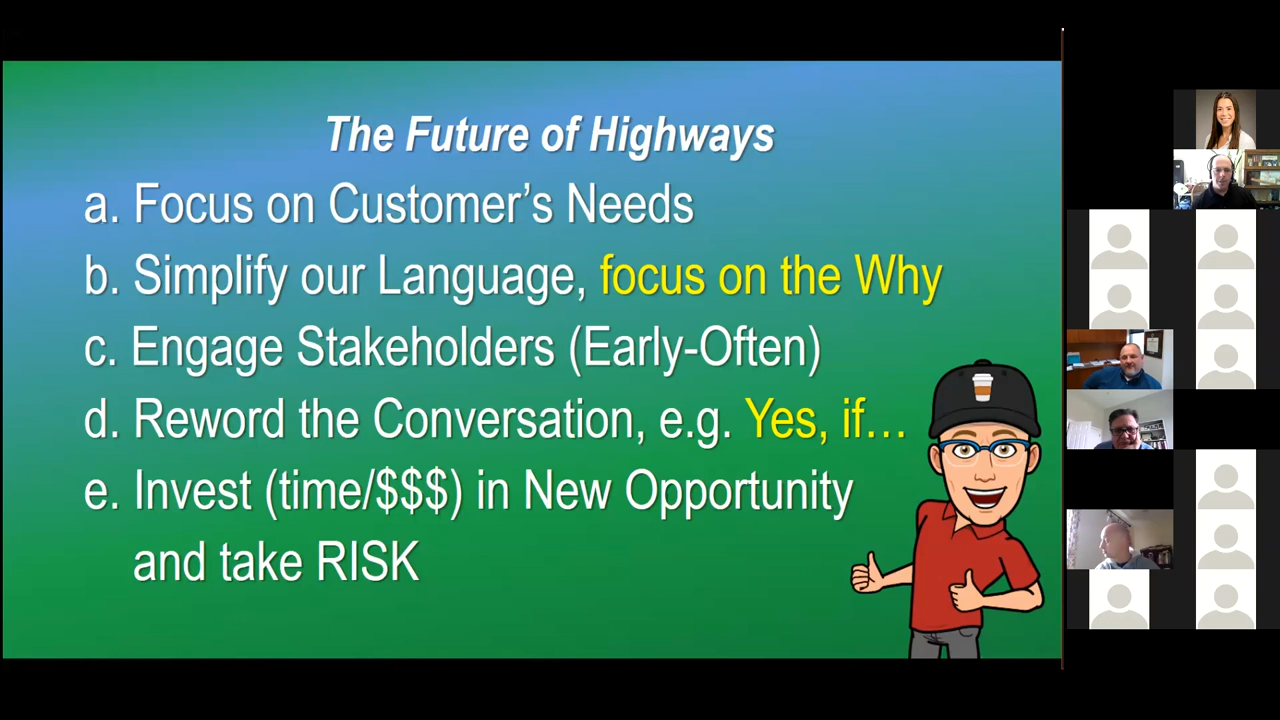 The Future of Highways
a. Focus on Customer's Needs
b. Simplify our Language, focus on the Why
c. Engage Stakeholders (Early-Often)
d. Reword the Conversation, e.g. Yes, if...
e. Invest (time/$$$) in New Opportunity
and take RISK